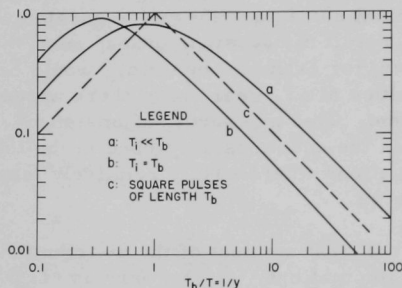 1.0
0.1
0.01
0.1
1
10
100
a
c
b
LEGEND
a: Ti << Tb
b: Ti = Tb
c: SQUARE PULSES
OF LENGTH Tb
Tb/T = 1/y